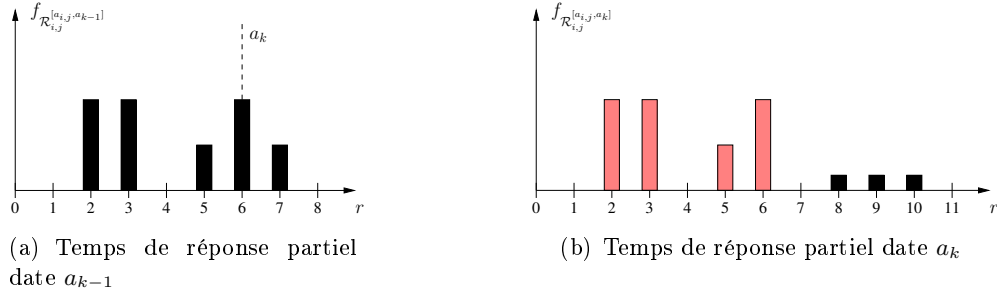 f_{\mathcal{R}_{i,j}^{[a_{i,j},a_{k-1}]}}
a_k
0 1 2 3 4 5 6 7 8 r
(a) Temps de réponse partiel
date a_{k-1}
f_{\mathcal{R}_{i,j}^{[a_{i,j},a_k]}}
0 1 2 3 4 5 6 7 8 9 10 11 r
(b) Temps de réponse partiel date a_k